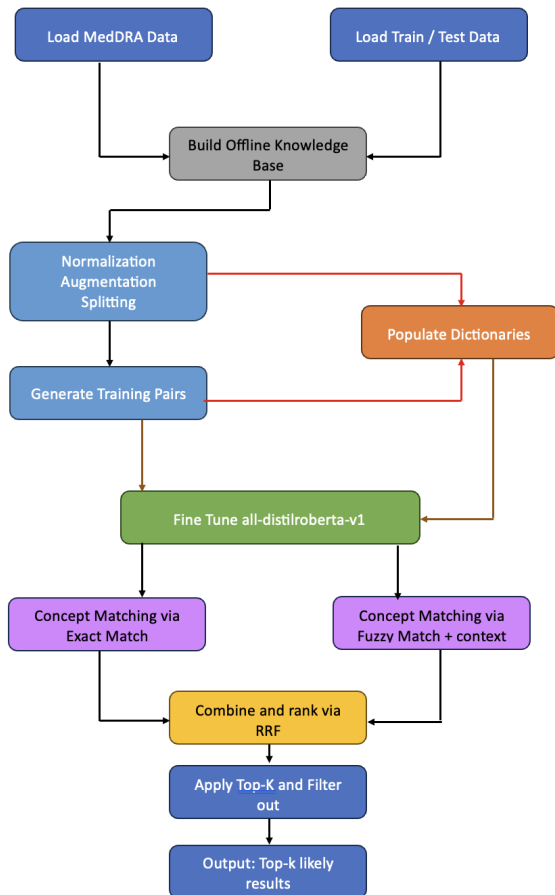 Load MedDRA Data
Load Train / Test Data
Build Offline Knowledge
Base
Normalization
Augmentation
Splitting
Populate Dictionaries
Generate Training Pairs
Fine Tune all-distilroberta-v1
Concept Matching via
Exact Match
Concept Matching via
Fuzzy Match + context
Combine and rank via
RRF
Apply Top-K and Filter
out
Output: Top-k likely
results